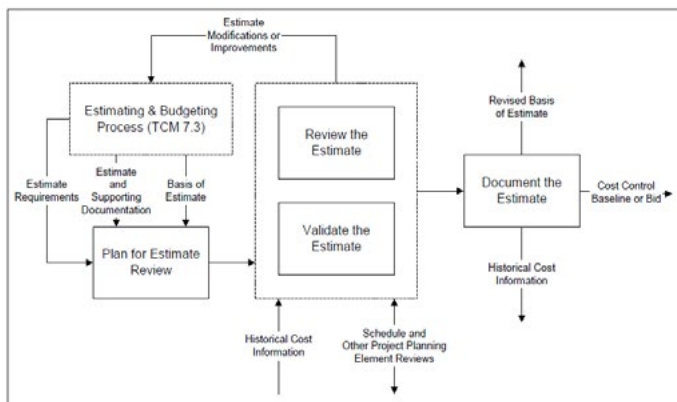 Estimate
Modifications or
Improvements
Estimating & Budgeting
Process (TCM 7.3)
Estimate
Requirements
Estimate
and
Supporting
Documentation
Basis of
Estimate
Plan for Estimate
Review
Review the
Estimate
Validate the
Estimate
Historical Cost
Information
Schedule and
Other Project Planning
Element Reviews
Revised Basis
of Estimate
Document the
Estimate
Cost Control
Baseline or Bid
Historical Cost
Information